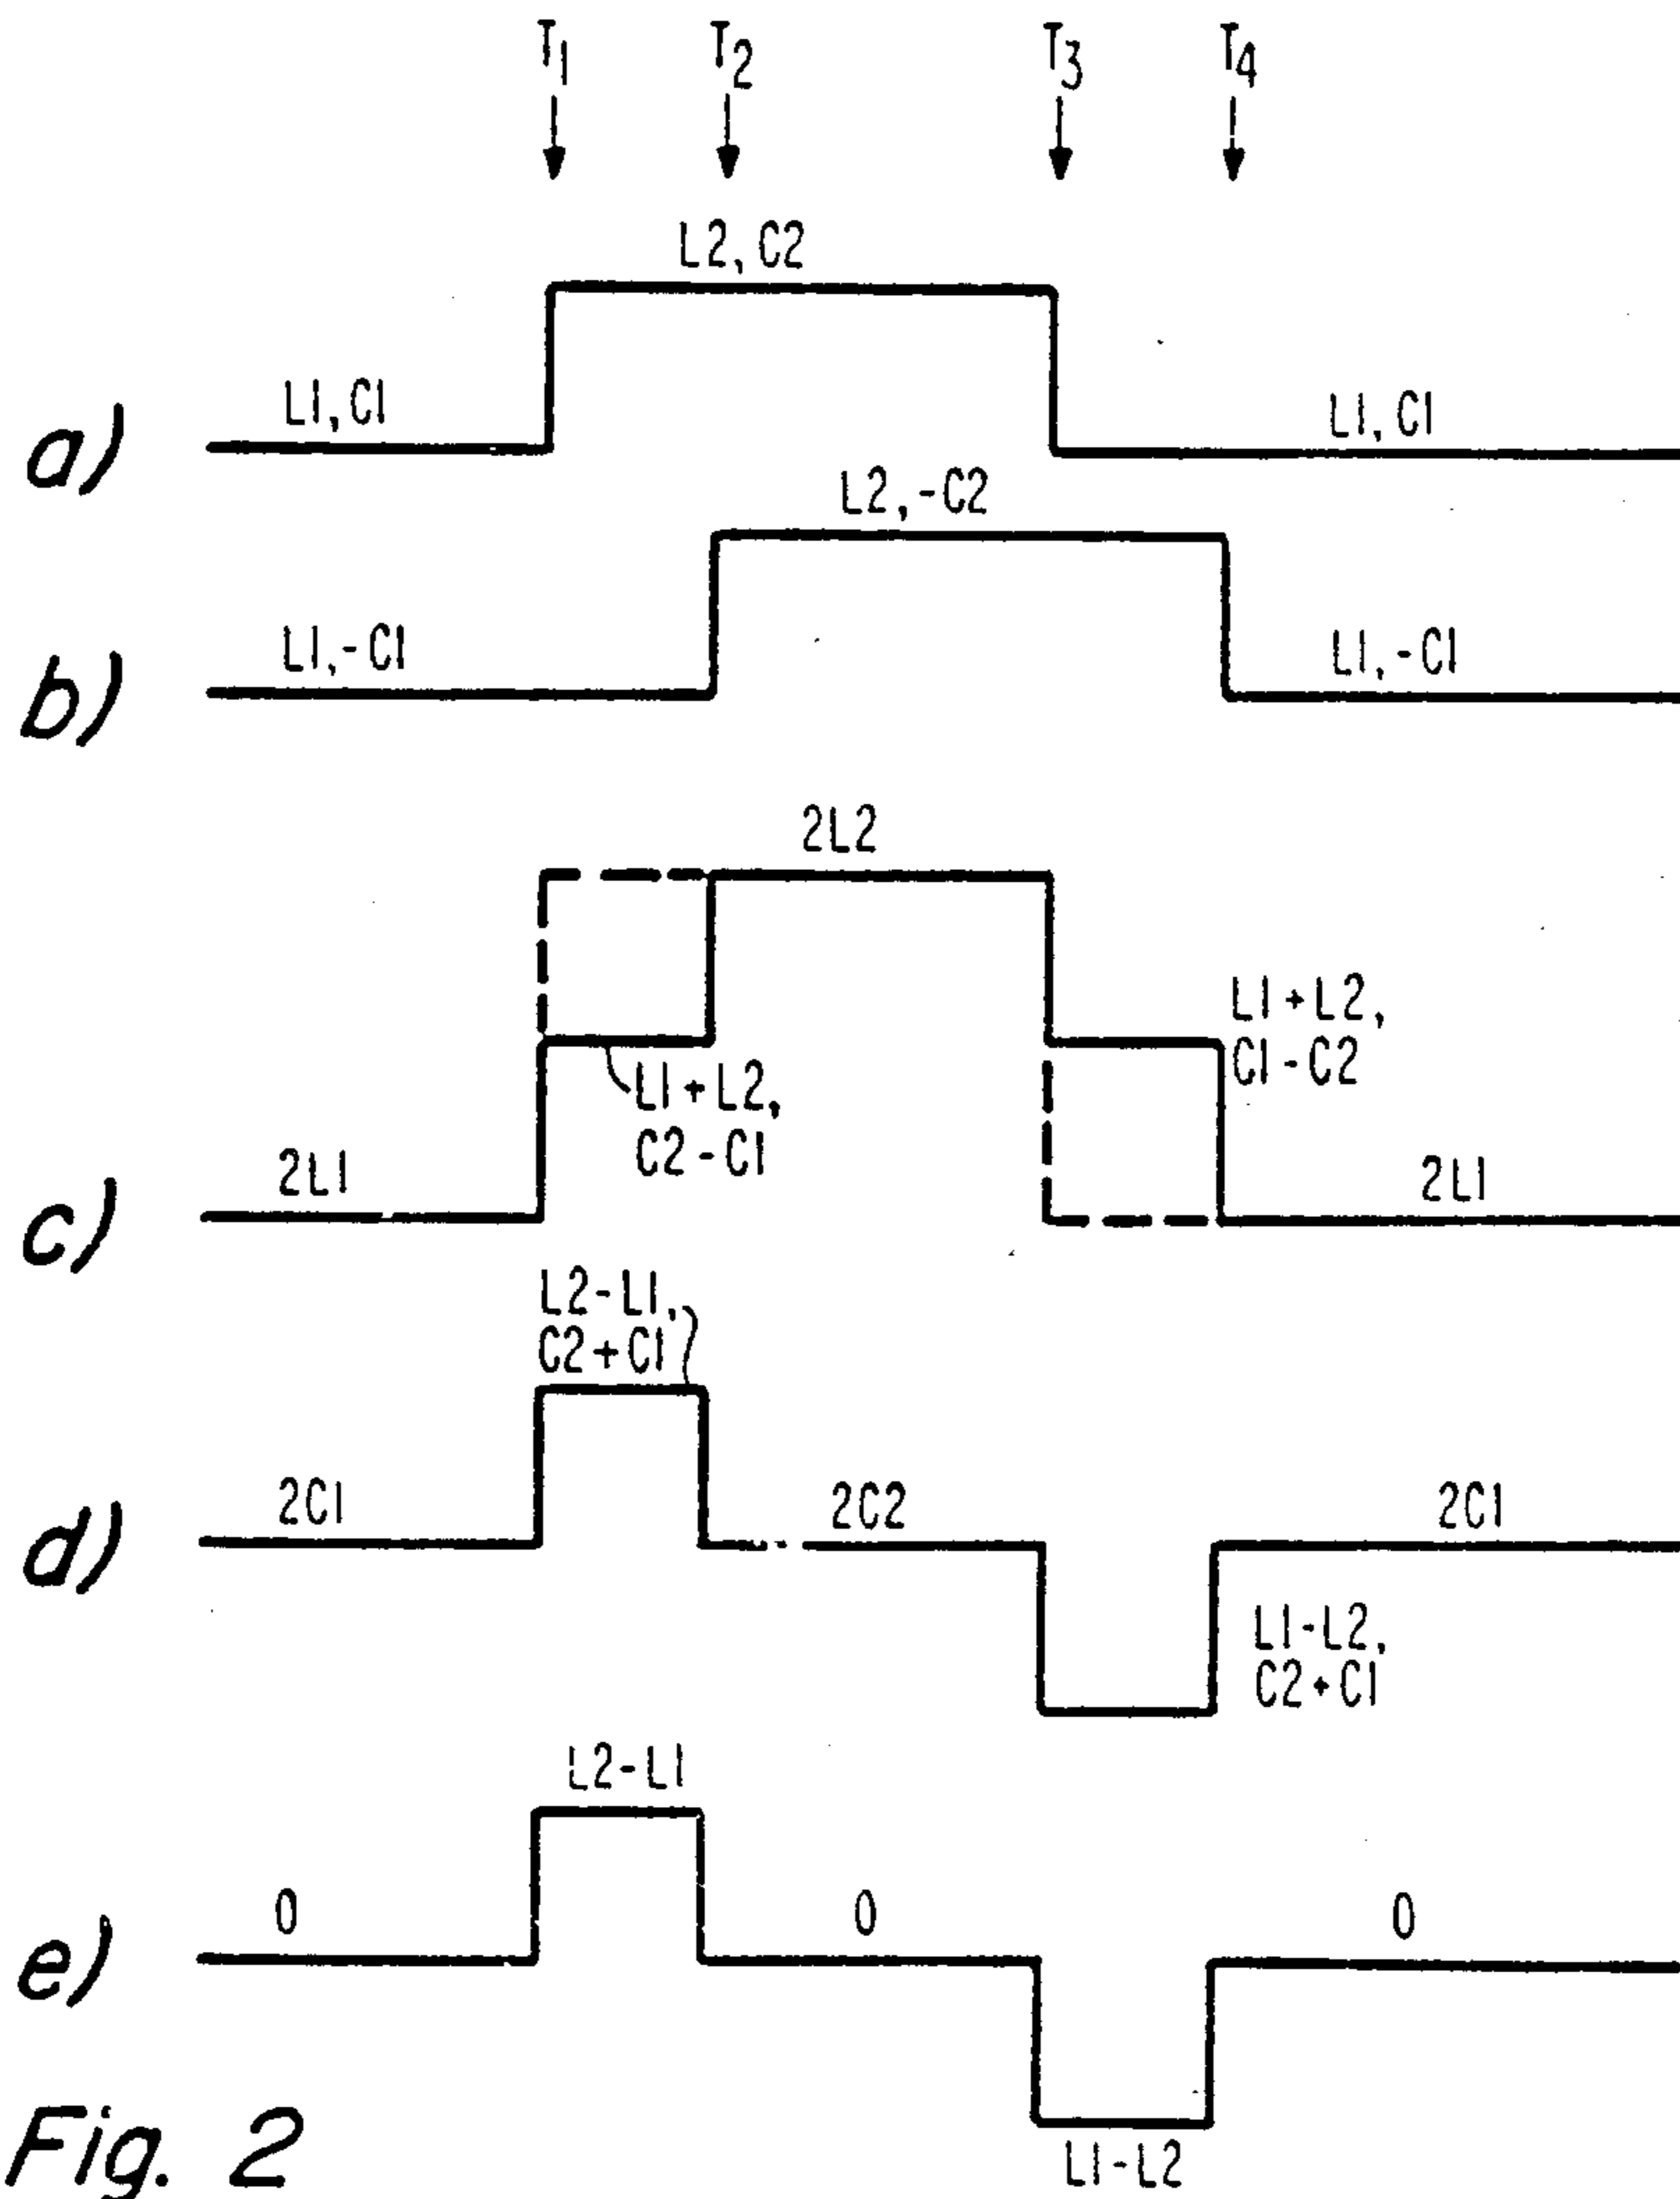 T1 T2 T3 T4
L2, C2
L1, C1
L1, C1
a)
L2, -C2
L1, -C1
L1, -C1
b)
2L2
L1 + L2,
C1 - C2
L1 + L2,
C2 - C1
2L1
2L1
c)
L2 - L1,
C2 + C1
2C1
2C2
2C1
d)
L1 - L2,
C2 + C1
L2 - L1
0
0
0
e)
L1 - L2
Fig. 2